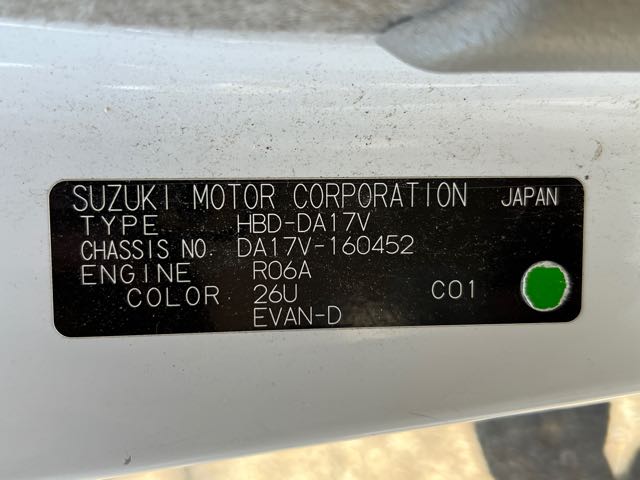 SUZUKI MOTOR CORPORATION JAPAN
TYPE HBD-DA17V
CHASSIS NO. DA17V-160452
ENGINE R06A
COLOR 26U C01
EVAN-D